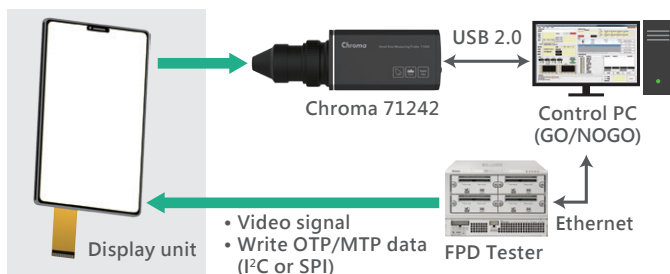 Chroma
USB 2.0
Chroma 71242
Control PC
(GO/NOGO)
Ethernet
Display unit
• Video signal
• Write OTP/MTP data
(I²C or SPI)
FPD Tester